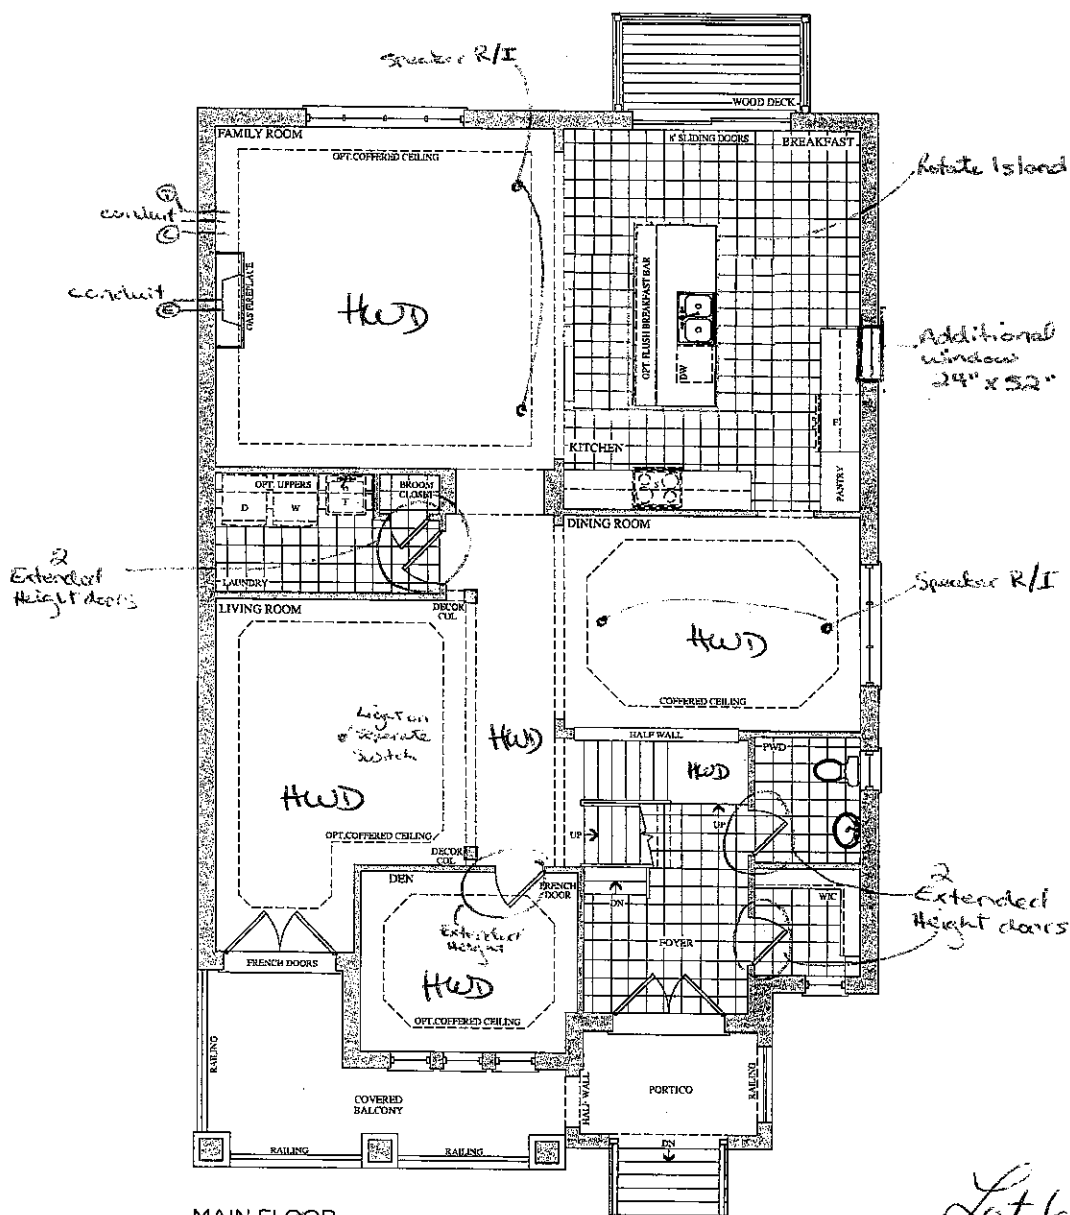 Speaker R/I
WOOD DECK
FAMILY ROOM
8' SLIDING DOORS
BREAKFAST
OPT. COFFERED CEILING
Rotate Island
conduit
C
conduit
E
GAS FIREPLACE
HWD
OPT. FLUSH BREAKFAST BAR
DW
Additional
window
24" x 52"
F
KITCHEN
PANTRY
OPT. UPPERS
BROOM
CLOSET
D
W
T
DINING ROOM
2
Extended
Height doors
LAUNDRY
Speaker R/I
LIVING ROOM
DECOR
COL
HWD
COFFERED CEILING
Light on
separate
switch
HWD
HALF WALL
PWD
HWD
HWD
UP
UP
OPT. COFFERED CEILING
DECOR
COL
DEN
FRENCH
DOOR
DN
2
Extended
Height doors
W/C
Extended
Height
FOYER
HWD
FRENCH DOORS
OPT. COFFERED CEILING
RAILING
HALF WALL
PORTICO
RAILING
COVERED
BALCONY
DN
RAILING
RAILING
MAIN FLOOR
Lot 6